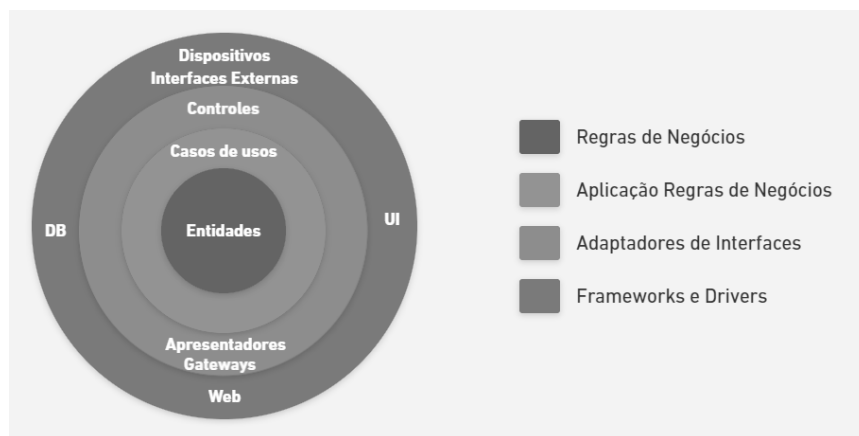 Dispositivos
Interfaces Externas
Controles
Casos de usos
Entidades
DB
UI
Apresentadores
Gateways
Web
Regras de Negócios
Aplicação Regras de Negócios
Adaptadores de Interfaces
Frameworks e Drivers